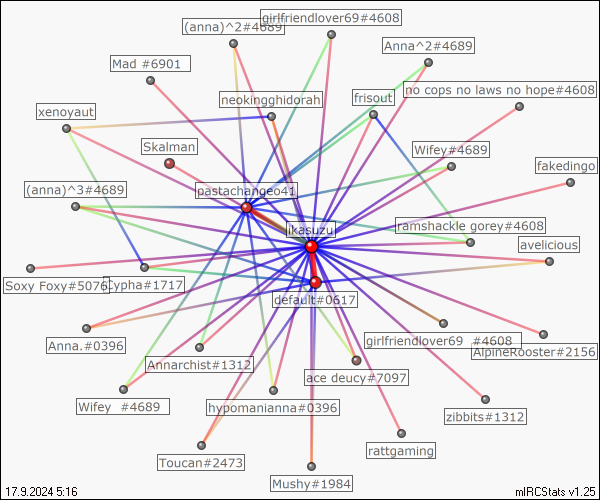 girlfriendlover69#4608
(anna)^2#4689
Anna^2#4689
Mad #6901
no cops no laws no hope#4608
neokingghidorah
frisout
xenoyaut
Skalman
Wifey#4689
fakedingo
(anna)^3#4689
pastachangeo41
ikasuzu
ramshackle gorey#4608
avelicious
Soxy Foxy#5076
Cypha#1717
default#0617
Anna.#0396
girlfriendlover69 #4608
AlpineRooster#2156
Annarchist#1312
ace deucy#7097
Wifey #4689
hypomanianna#0396
zibbits#1312
rattgaming
Toucan#2473
Mushy#1984
17.9.2024 5:16
mIRCStats v1.25